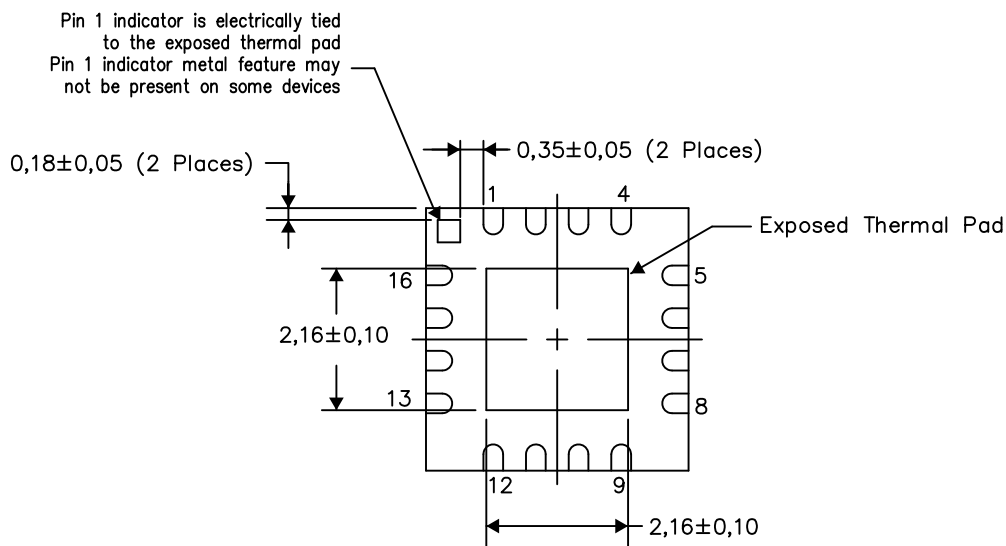 Pin 1 indicator is electrically tied
to the exposed thermal pad
Pin 1 indicator metal feature may
not be present on some devices
0,18±0,05 (2 Places)
0,35±0,05 (2 Places)
1
4
Exposed Thermal Pad
16
5
2,16±0,10
13
8
12
9
2,16±0,10